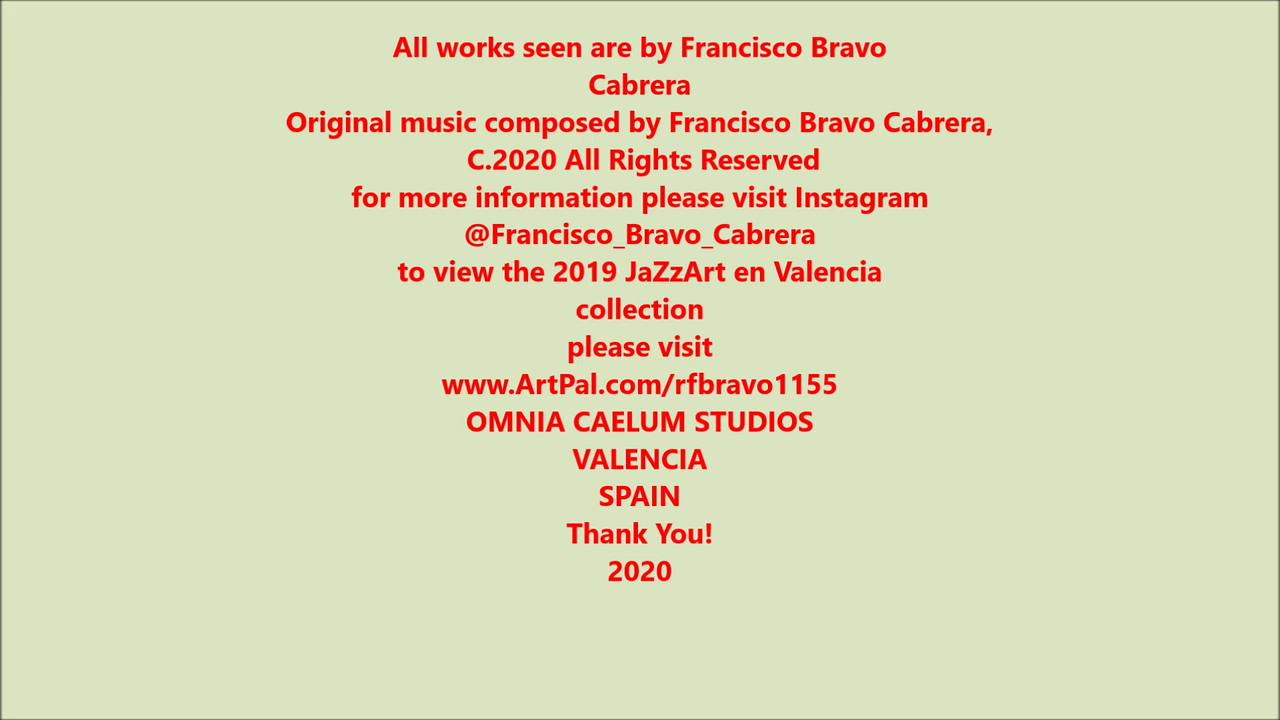 All works seen are by Francisco Bravo
Cabrera
Original music composed by Francisco Bravo Cabrera,
C.2020 All Rights Reserved
for more information please visit Instagram
@Francisco_Bravo_Cabrera
to view the 2019 JaZzArt en Valencia
collection
please visit
www.ArtPal.com/rfbravo1155
OMNIA CAELUM STUDIOS
VALENCIA
SPAIN
Thank You!
2020